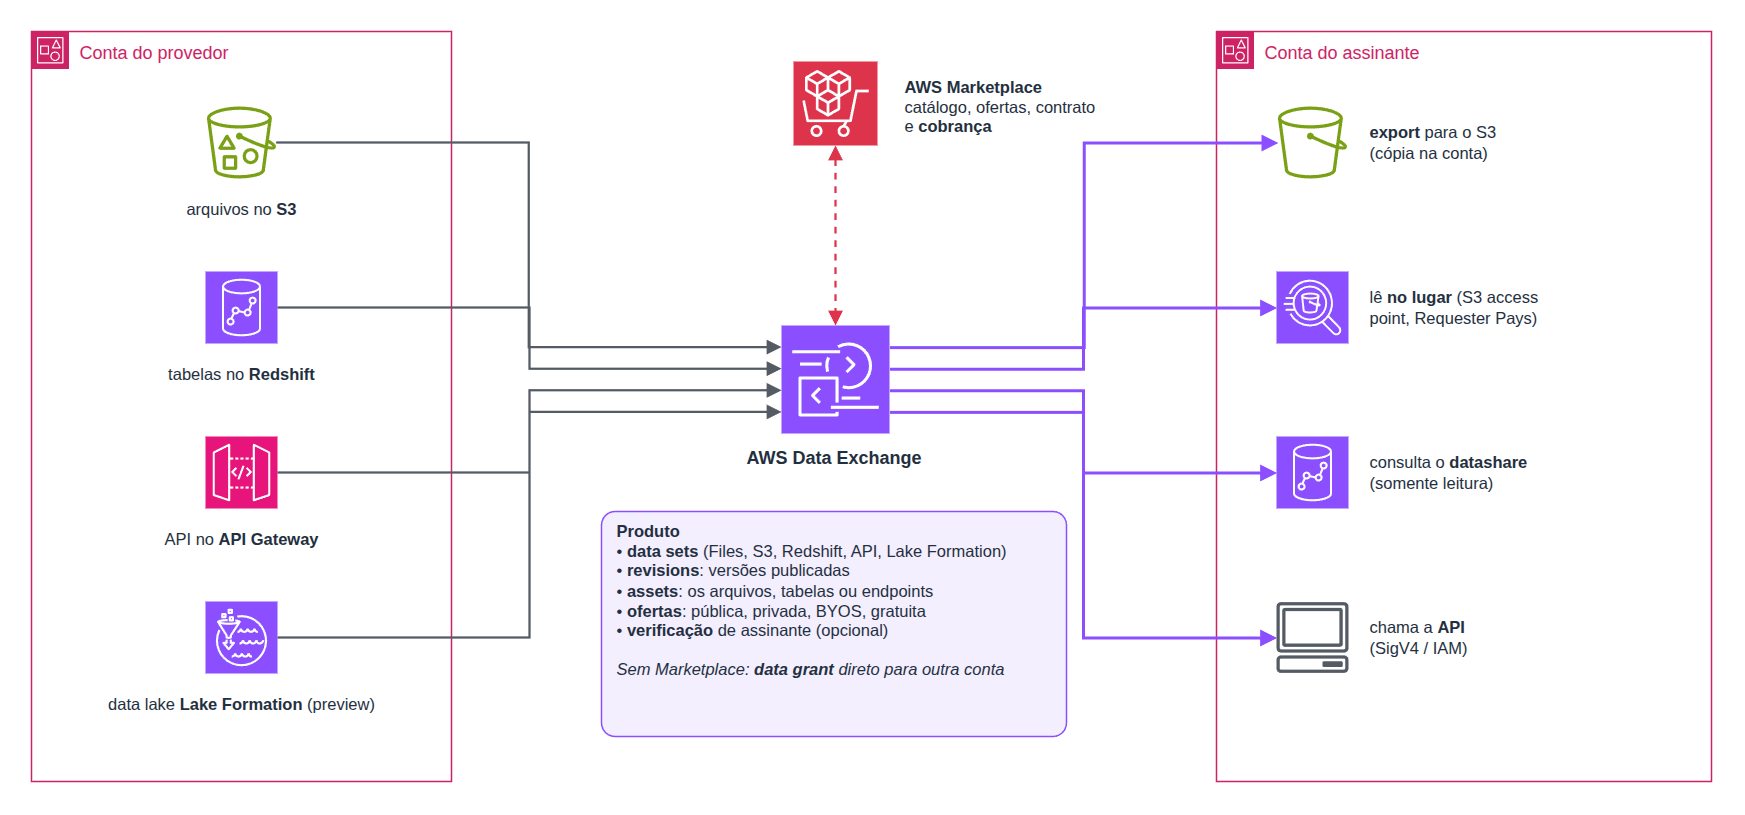 Conta do provedor
arquivos no S3
tabelas no Redshift
API no API Gateway
data lake Lake Formation (preview)
AWS Marketplace
catálogo, ofertas, contrato
e cobrança
AWS Data Exchange
Produto
• data sets (Files, S3, Redshift, API, Lake Formation)
• revisions: versões publicadas
• assets: os arquivos, tabelas ou endpoints
• ofertas: pública, privada, BYOS, gratuita
• verificação de assinante (opcional)
Sem Marketplace: data grant direto para outra conta
Conta do assinante
export para o S3
(cópia na conta)
lê no lugar (S3 access
point, Requester Pays)
consulta o datashare
(somente leitura)
chama a API
(SigV4 / IAM)